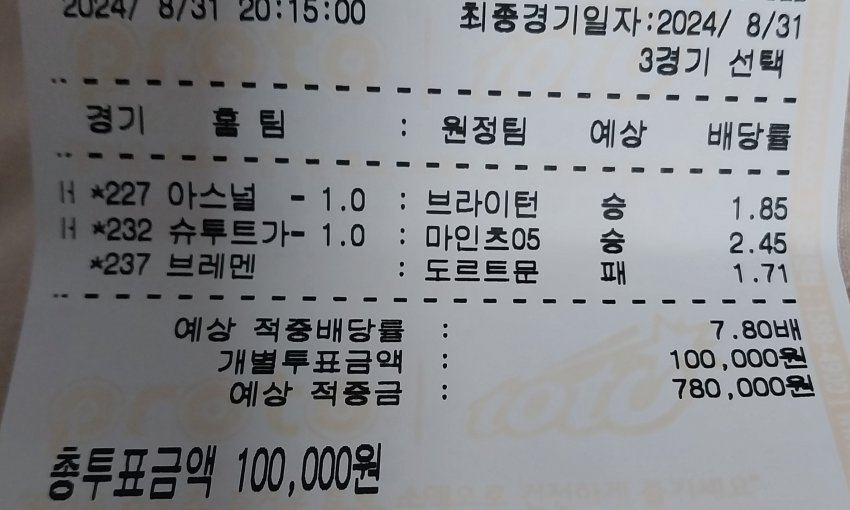 2024/ 8/31 20:15:00
최종경기일자:2024/ 8/31
3경기 선택
경기 홈 팀 : 원정팀 예상 배당률
H *227 아스널 - 1.0 : 브라이턴 승 1.85
H *232 슈투트가- 1.0 : 마인츠05 승 2.45
*237 브레멘 : 도르트문 패 1.71
예상 적중배당률 : 7.80배
개별투표금액 : 100,000원
예상 적중금 : 780,000원
총투표금액 100,000원
proto
toto